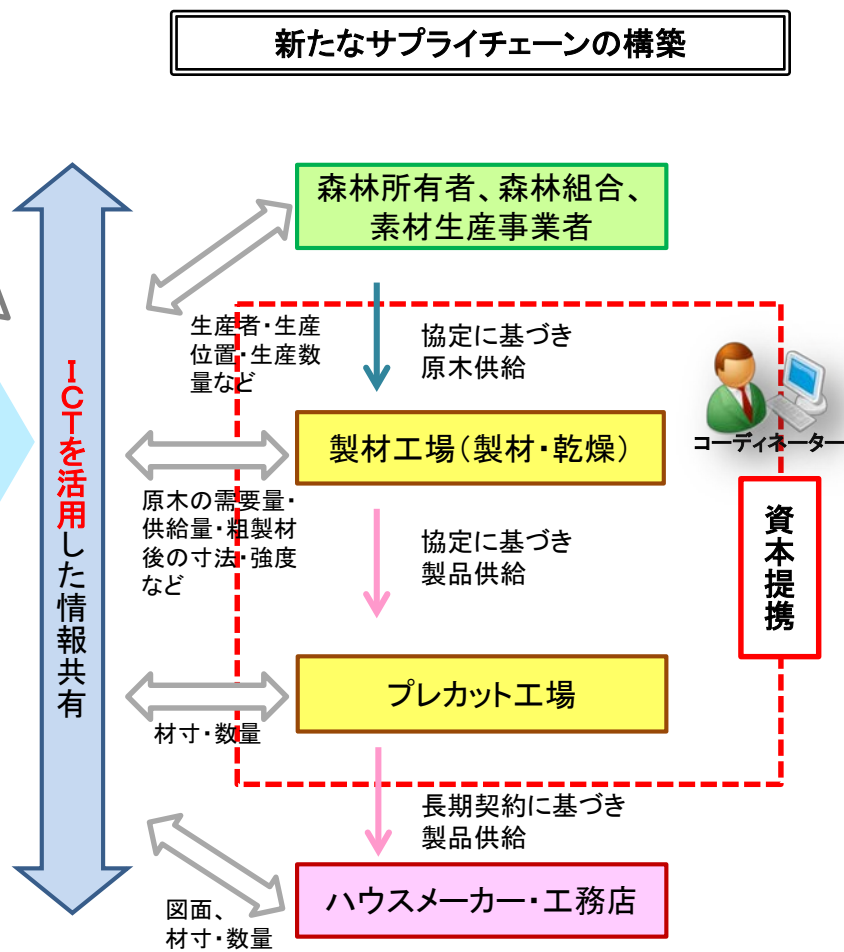 新たなサプライチェーンの構築
森林所有者、森林組合、
素材生産事業者
生産者・生産
位置・生産数
量など
協定に基づき
原木供給
コーディネーター
製材工場(製材・乾燥)
ICTを活用した情報共有
原木の需要量・
供給量・粗製材
後の寸法・強度
など
協定に基づき
製品供給
資本提携
プレカット工場
材寸・数量
長期契約に基づき
製品供給
ハウスメーカー・工務店
図面、
材寸・数量